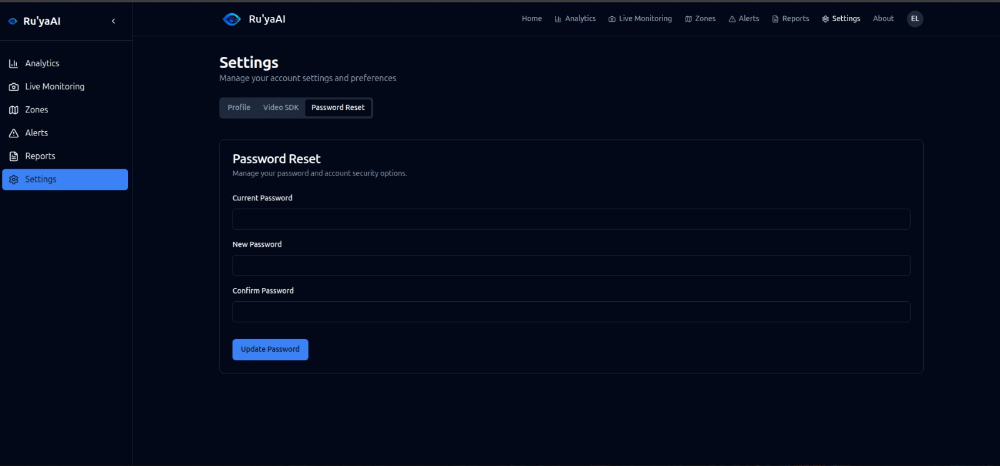 Ru'yaAI
Analytics
Live Monitoring
Zones
Alerts
Reports
Settings
Ru'yaAI
Home Analytics Live Monitoring Zones Alerts Reports Settings About EL
Settings
Manage your account settings and preferences
Profile Video SDK Password Reset
Password Reset
Manage your password and account security options.
Current Password
New Password
Confirm Password
Update Password